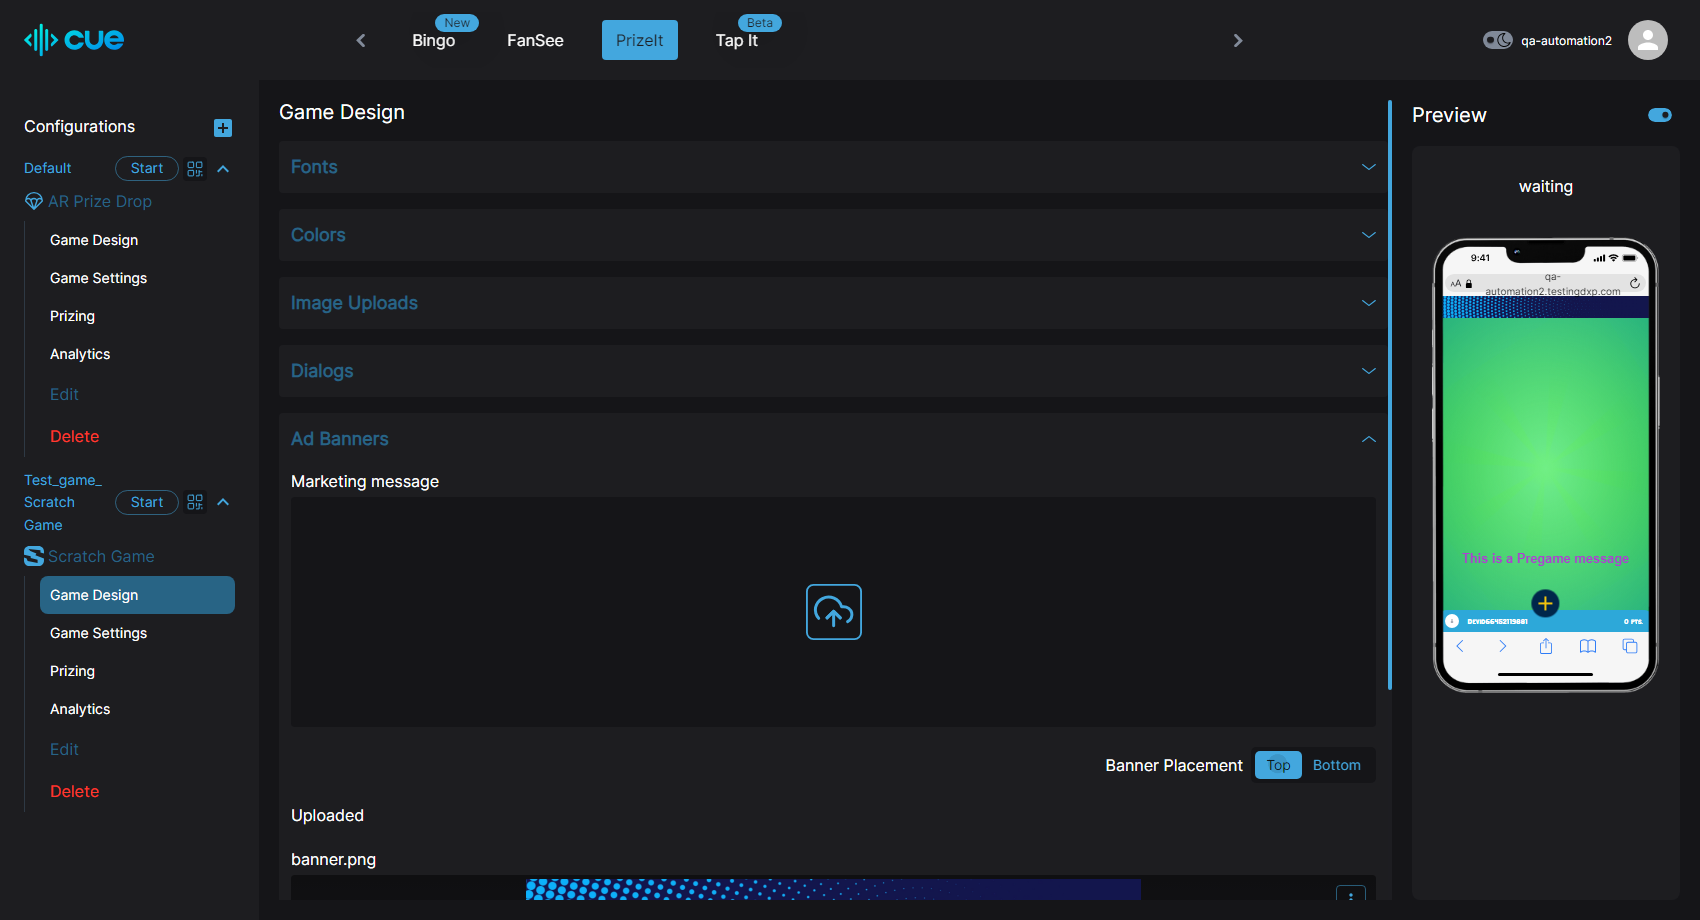 cue
New
Bingo
FanSee
PrizeIt
Beta
Tap It
qa-automation2
Configurations
Default
Start
AR Prize Drop
Game Design
Game Settings
Prizing
Analytics
Edit
Delete
Test_game_
Scratch
Game
Start
Scratch Game
Game Design
Game Settings
Prizing
Analytics
Edit
Delete
Game Design
Fonts
Colors
Image Uploads
Dialogs
Ad Banners
Marketing message
Banner Placement
Top
Bottom
Uploaded
banner.png
Preview
waiting
9:41
AA
qa-
automation2.testingdxp.com
This is a Pregame message
0 PTS.